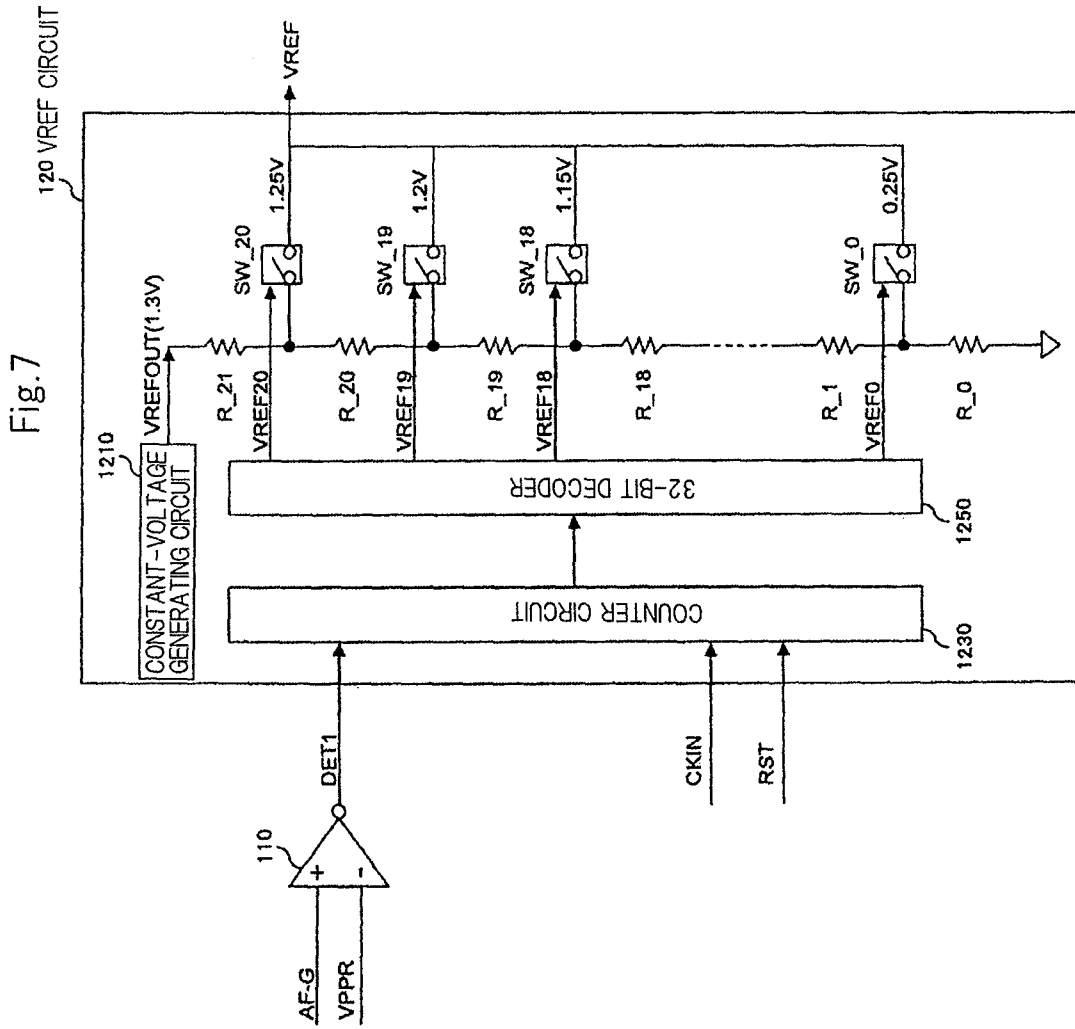 Fig.7
120 VREF CIRCUIT
1210
CONSTANT-VOLTAGE
GENERATING CIRCUIT
VREFOUT(1.3V)
R_21
VREF20
SW_20
1.25V
VREF
R_20
VREF19
SW_19
1.2V
R_19
VREF18
SW_18
1.15V
R_18
R_1
VREF0
SW_0
0.25V
R_0
32-BIT DECODER
1250
COUNTER CIRCUIT
1230
110
+
-
AF-G
VPPR
DET1
CKIN
RST